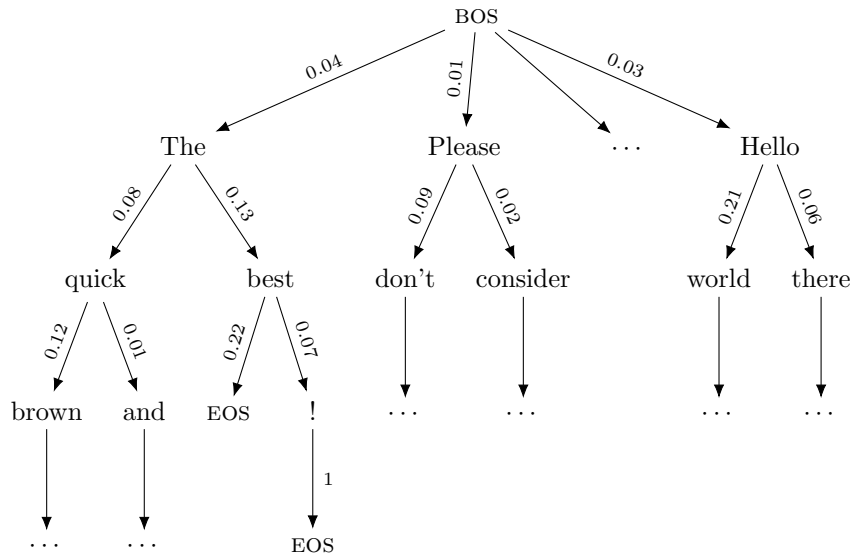 BOS
0.04 0.01 0.03
The Please ... Hello
0.08 0.13 0.09 0.02 0.21 0.06
quick best don't consider world there
0.12 0.01 0.22 0.07
brown and EOS ! ... ... ... ...
1
... ... EOS